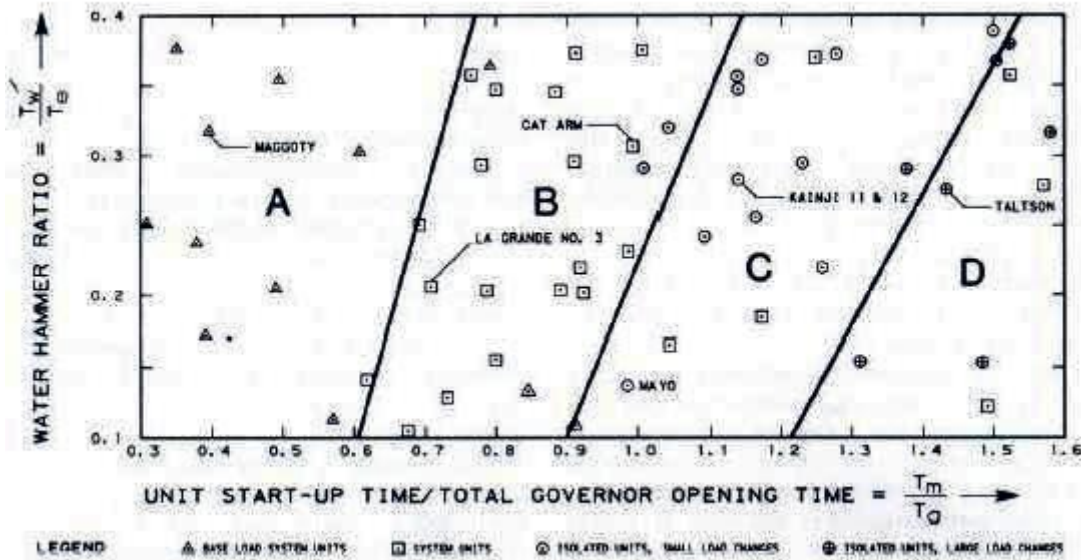 WATER HAMMER RATIO = Tw' / Tg
0.4
0.3
0.2
0.1
MAGGOTY
A
B
CAT ARM
LA GRANDE NO. 3
KAINJI 11 & 12
C
TALTSON
D
MAYO
0.3 0.4 0.5 0.6 0.7 0.8 0.9 1.0 1.1 1.2 1.3 1.4 1.5 1.6
UNIT START-UP TIME/TOTAL GOVERNOR OPENING TIME = Tm / Tg
LEGEND
BASE LOAD SYSTEM UNITS
SYSTEM UNITS
ISOLATED UNITS, SMALL LOAD CHANGES
ISOLATED UNITS, LARGE LOAD CHANGES